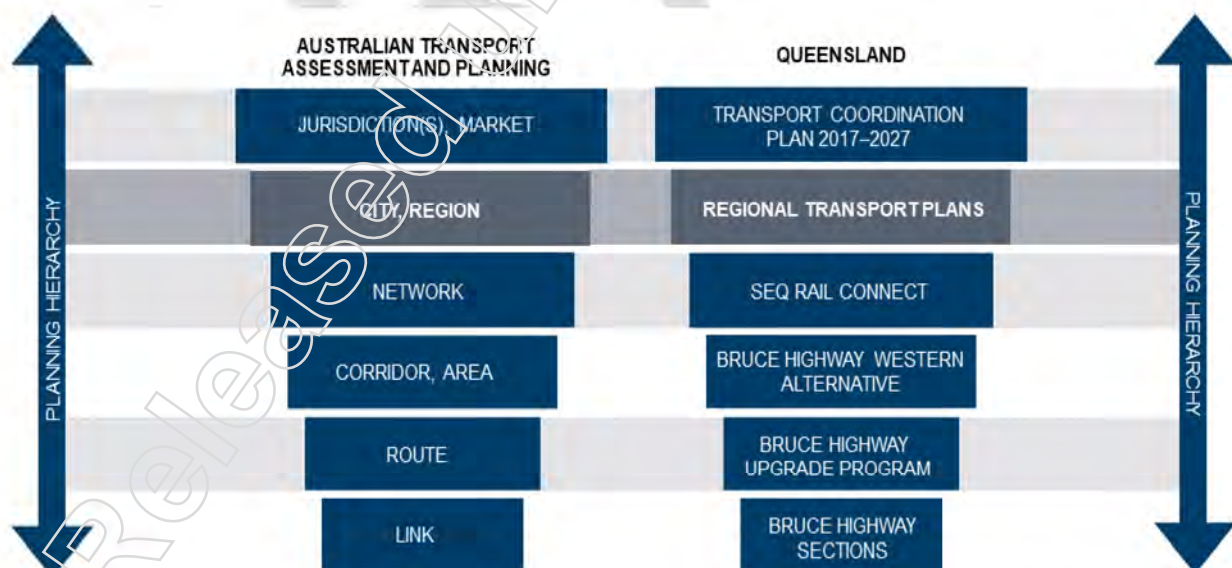 AUSTRALIAN TRANSPORT
ASSESSMENT AND PLANNING
QUEENSLAND
JURISDICTION(S), MARKET
TRANSPORT COORDINATION
PLAN 2017–2027
CITY, REGION
REGIONAL TRANSPORT PLANS
NETWORK
SEQ RAIL CONNECT
CORRIDOR, AREA
BRUCE HIGHWAY WESTERN
ALTERNATIVE
ROUTE
BRUCE HIGHWAY
UPGRADE PROGRAM
LINK
BRUCE HIGHWAY
SECTIONS
PLANNING HIERARCHY
PLANNING HIERARCHY
Released